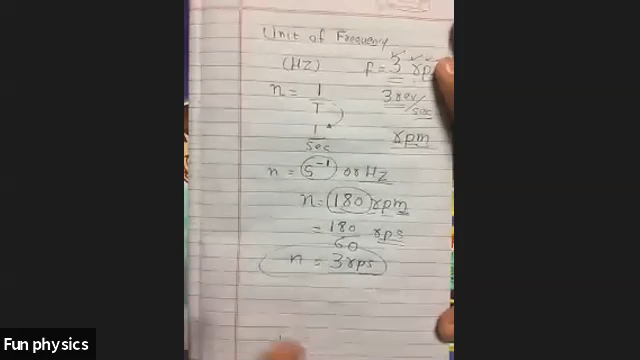 Unit of Frequency
(HZ) f = 3 rp
n = 1/T
3 rev/sec
1/sec
rpm
n = s⁻¹ or HZ
n = 180 rpm
= 180/60 rps
n = 3 rps
Fun physics